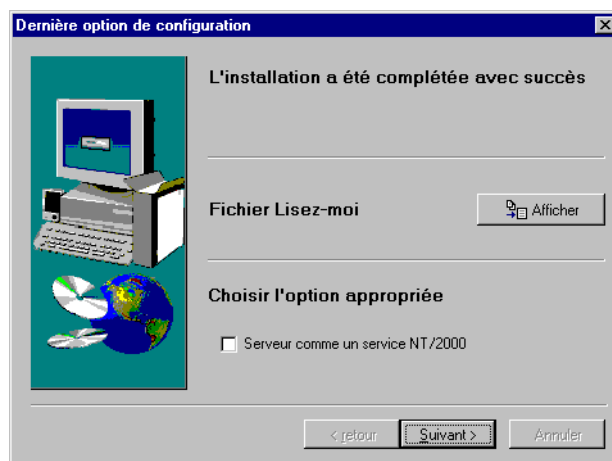 Dernière option de configuration
L'installation a été complétée avec succès
Fichier Lisez-moi
Afficher
Choisir l'option appropriée
Serveur comme un service NT/2000
< retour
Suivant >
Annuler